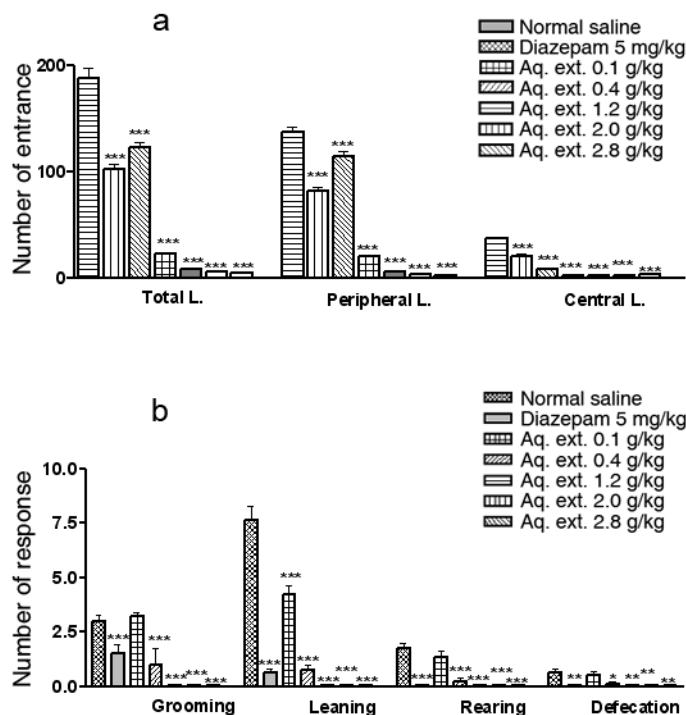 a
Normal saline
Diazepam 5 mg/kg
Aq. ext. 0.1 g/kg
Aq. ext. 0.4 g/kg
Aq. ext. 1.2 g/kg
Aq. ext. 2.0 g/kg
Aq. ext. 2.8 g/kg
Number of entrance
200
100
0
*** *** *** *** *** ***
*** *** *** *** *** ***
*** *** *** *** *** ***
Total L. Peripheral L. Central L.
b
Normal saline
Diazepam 5 mg/kg
Aq. ext. 0.1 g/kg
Aq. ext. 0.4 g/kg
Aq. ext. 1.2 g/kg
Aq. ext. 2.0 g/kg
Aq. ext. 2.8 g/kg
Number of response
10.0
7.5
5.0
2.5
0.0
*** *** *** *** ***
*** *** *** *** *** ***
*** *** *** *** ***
** * ** ** **
Grooming Leaning Rearing Defecation